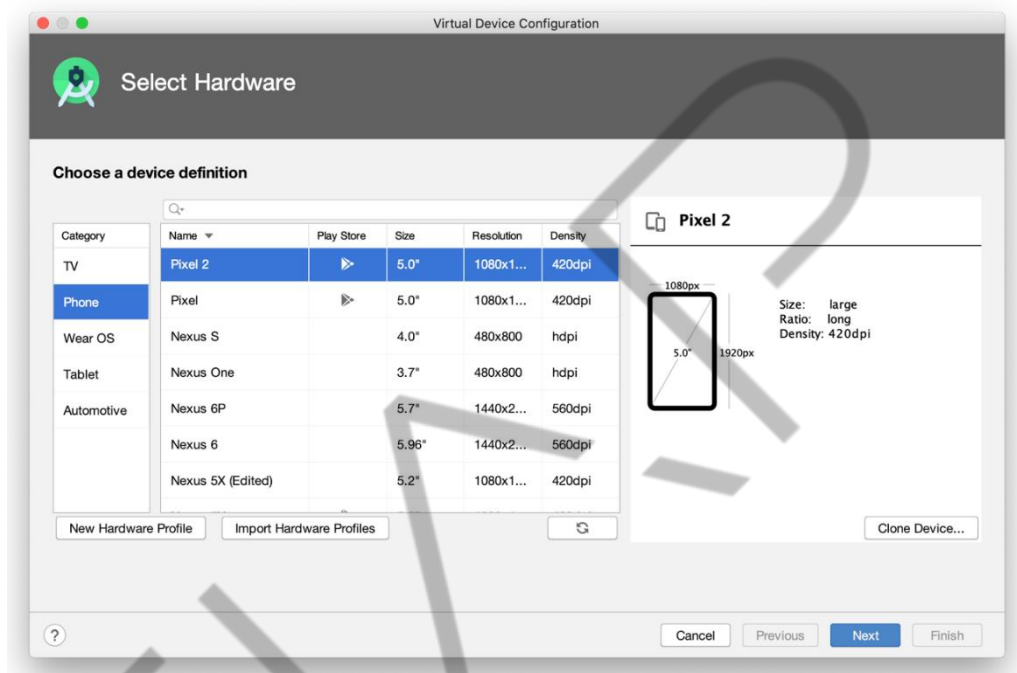 Virtual Device Configuration
Select Hardware
Choose a device definition
Category
TV
Phone
Wear OS
Tablet
Automotive
Name Play Store Size Resolution Density
Pixel 2 5.0" 1080x1... 420dpi
Pixel 5.0" 1080x1... 420dpi
Nexus S 4.0" 480x800 hdpi
Nexus One 3.7" 480x800 hdpi
Nexus 6P 5.7" 1440x2... 560dpi
Nexus 6 5.96" 1440x2... 560dpi
Nexus 5X (Edited) 5.2" 1080x1... 420dpi
New Hardware Profile Import Hardware Profiles
Pixel 2
1080px
5.0" 1920px
Size: large
Ratio: long
Density: 420dpi
Clone Device...
? Cancel Previous Next Finish